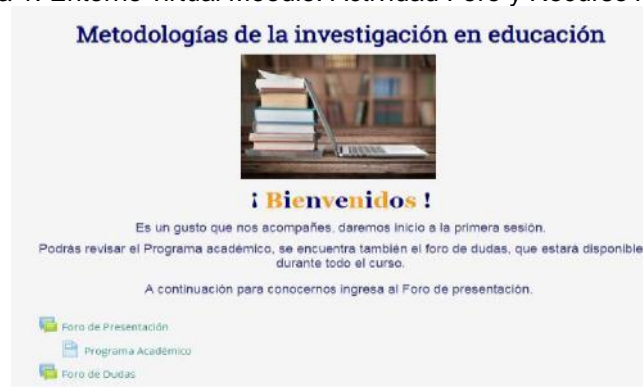 Metodologías de la investigación en educación
¡ Bienvenidos !
Es un gusto que nos acompañes, daremos inicio a la primera sesión.
Podrás revisar el Programa académico, se encuentra también el foro de dudas, que estará disponible
durante todo el curso.
A continuación para conocernos ingresa al Foro de presentación.
Foro de Presentación
Programa Académico
Foro de Dudas